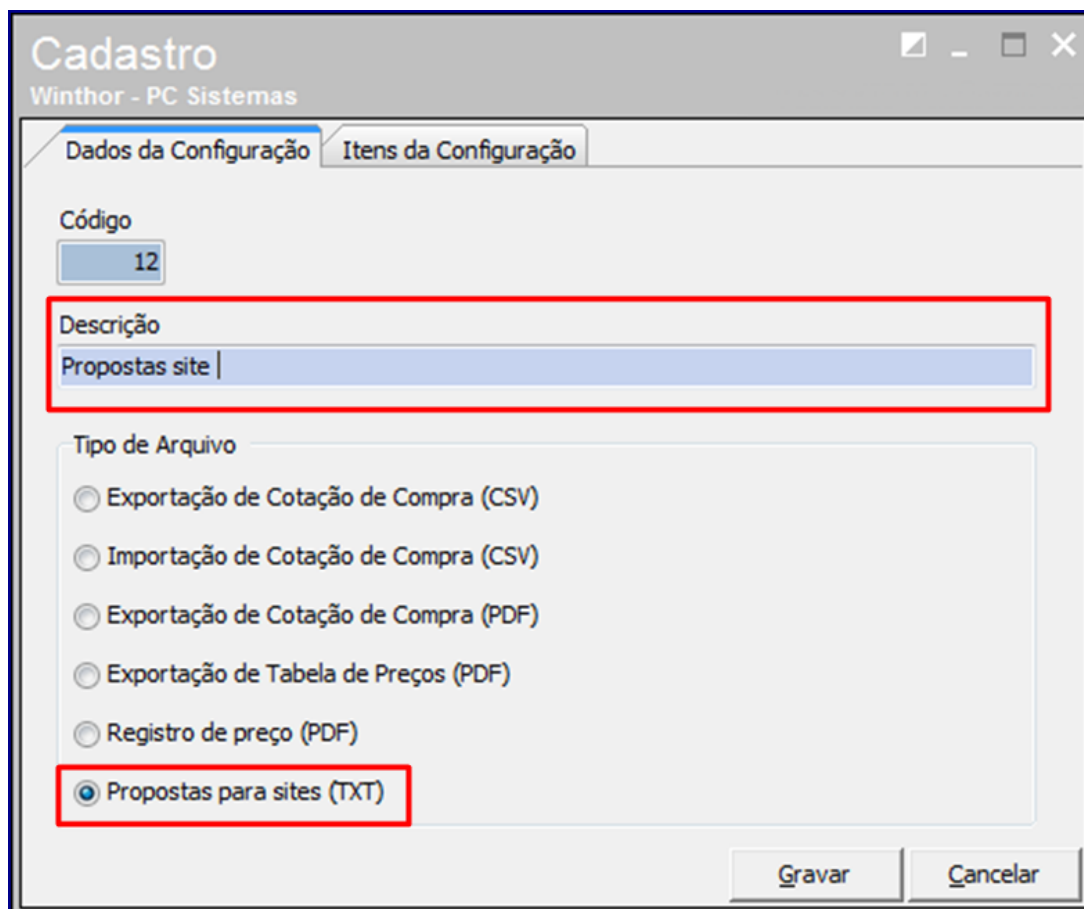 Cadastro
Winthor - PC Sistemas
Dados da Configuração Itens da Configuração
Código
12
Descrição
Propostas site
Tipo de Arquivo
Exportação de Cotação de Compra (CSV)
Importação de Cotação de Compra (CSV)
Exportação de Cotação de Compra (PDF)
Exportação de Tabela de Preços (PDF)
Registro de preço (PDF)
Propostas para sites (TXT)
Gravar Cancelar